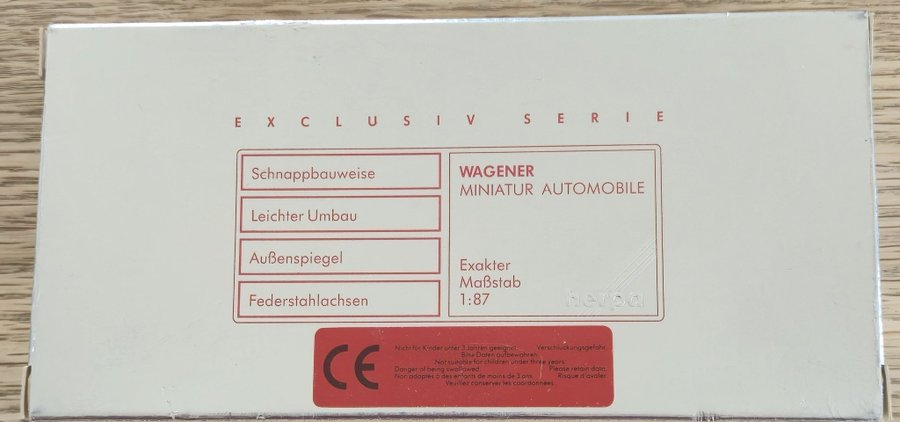 EXCLUSIV SERIE
Schnappbauweise
Leichter Umbau
Außenspiegel
Federstahlachsen
WAGENER
MINIATUR AUTOMOBILE
Exakter
Maßstab
1:87
herpa
CE
Nicht für Kinder unter 3 Jahren geeignet. Verschluckungsgefahr.
Bitte Daten aufbewahren.
Not suitable for children under three years.
Danger of being swallowed. Please retain data.
Non adaptés à des enfants de moins de 3 ans. Risque d'avaler.
Veuillez conserver les coordonnées.